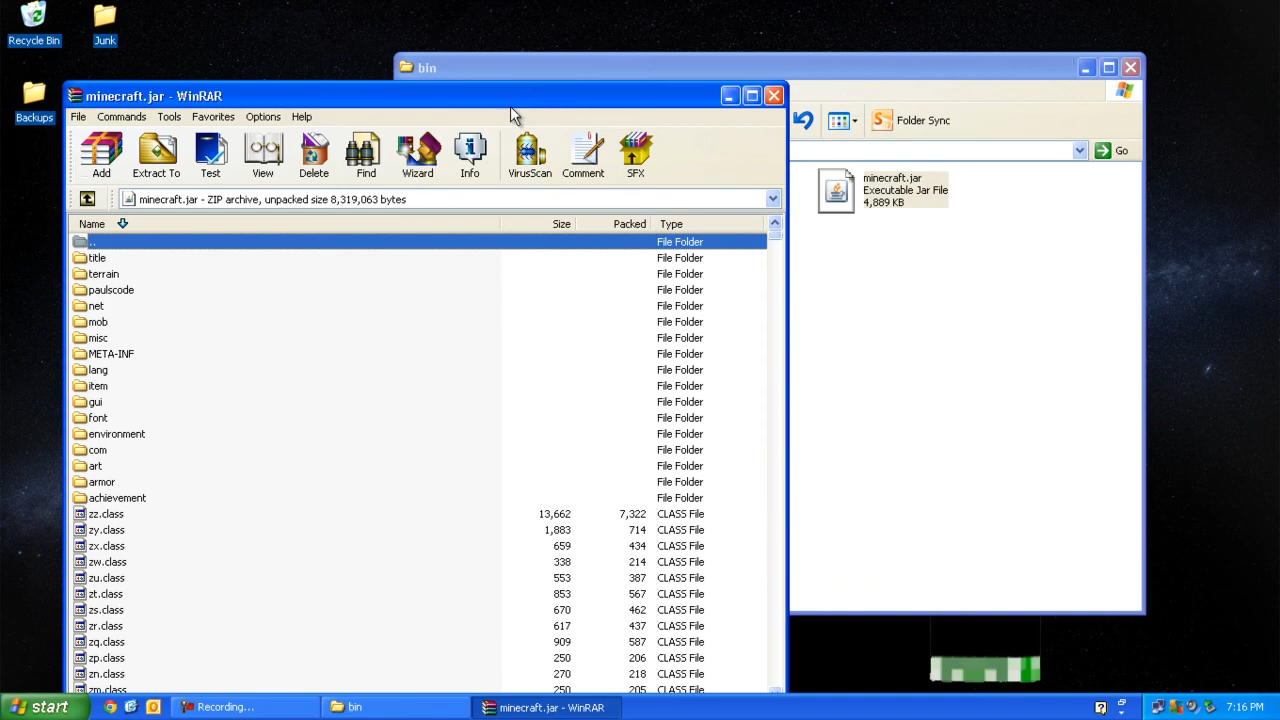 Recycle Bin
Junk
Backups
bin
Folder Sync
Go
minecraft.jar
Executable Jar File
4,889 KB
minecraft.jar - WinRAR
File Commands Tools Favorites Options Help
Add Extract To Test View Delete Find Wizard Info VirusScan Comment SFX
minecraft.jar - ZIP archive, unpacked size 8,319,063 bytes
Name Size Packed Type
.. File Folder
title File Folder
terrain File Folder
paulscode File Folder
net File Folder
mob File Folder
misc File Folder
META-INF File Folder
lang File Folder
item File Folder
gui File Folder
font File Folder
environment File Folder
com File Folder
art File Folder
armor File Folder
achievement File Folder
zz.class 13,662 7,322 CLASS File
zy.class 1,883 714 CLASS File
zx.class 659 434 CLASS File
zw.class 338 214 CLASS File
zu.class 553 387 CLASS File
zt.class 853 567 CLASS File
zs.class 670 462 CLASS File
zr.class 617 437 CLASS File
zq.class 909 587 CLASS File
zp.class 250 206 CLASS File
zn.class 270 218 CLASS File
zm.class 250 205 CLASS File
start Recording... bin minecraft.jar - WinRAR 7:16 PM